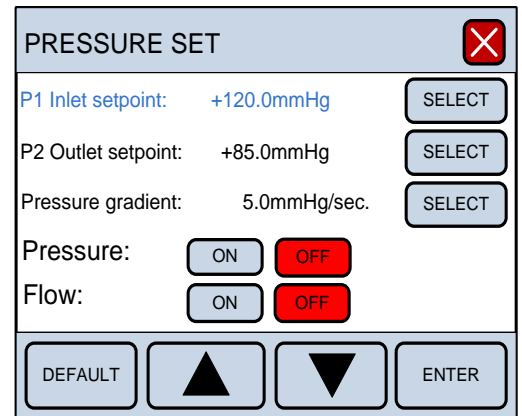 PRESSURE SET
P1 Inlet setpoint: +120.0mmHg SELECT
P2 Outlet setpoint: +85.0mmHg SELECT
Pressure gradient: 5.0mmHg/sec. SELECT
Pressure: ON OFF
Flow: ON OFF
DEFAULT ENTER